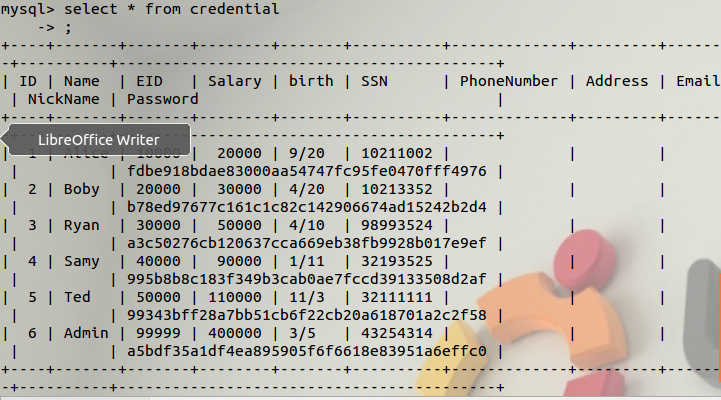 mysql> select * from credential
    -> ;
+----+-------+-------+--------+-------+----------+-------------+---------+-------
-+----------+------------------------------------------+
| ID | Name  | EID   | Salary | birth | SSN      | PhoneNumber | Address | Email
 | NickName | Password                                 |
+----+-------+-------+--------+-------+----------+-------------+---------+-------
-+----------+------------------------------------------+
LibreOffice Writer
|  1 | Alice | 10000 |  20000 | 9/20  | 10211002 |             |         |
 |          | fdbe918bdae83000aa54747fc95fe0470fff4976 |
|  2 | Boby  | 20000 |  30000 | 4/20  | 10213352 |             |         |
 |          | b78ed97677c161c1c82c142906674ad15242b2d4 |
|  3 | Ryan  | 30000 |  50000 | 4/10  | 98993524 |             |         |
 |          | a3c50276cb120637cca669eb38fb9928b017e9ef |
|  4 | Samy  | 40000 |  90000 | 1/11  | 32193525 |             |         |
 |          | 995b8b8c183f349b3cab0ae7fccd39133508d2af |
|  5 | Ted   | 50000 | 110000 | 11/3  | 32111111 |             |         |
 |          | 99343bff28a7bb51cb6f22cb20a618701a2c2f58 |
|  6 | Admin | 99999 | 400000 | 3/5   | 43254314 |             |         |
 |          | a5bdf35a1df4ea895905f6f6618e83951a6effc0 |
+----+-------+-------+--------+-------+----------+-------------+---------+-------
-+----------+------------------------------------------+